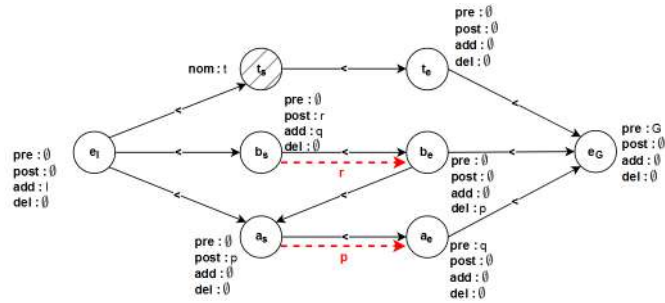 pre : ∅
post : ∅
add : ∅
del : ∅
nom : t
t_s
<
t_e
<
<
pre : ∅
post : r
add : q
del : ∅
pre : G
post : ∅
add : ∅
del : ∅
e_I
<
b_s
<
b_e
<
e_G
r
pre : ∅
post : ∅
add : I
del : ∅
pre : ∅
post : ∅
add : ∅
del : p
<
<
<
a_s
<
a_e
p
pre : ∅
post : p
add : ∅
del : ∅
pre : q
post : ∅
add : ∅
del : ∅